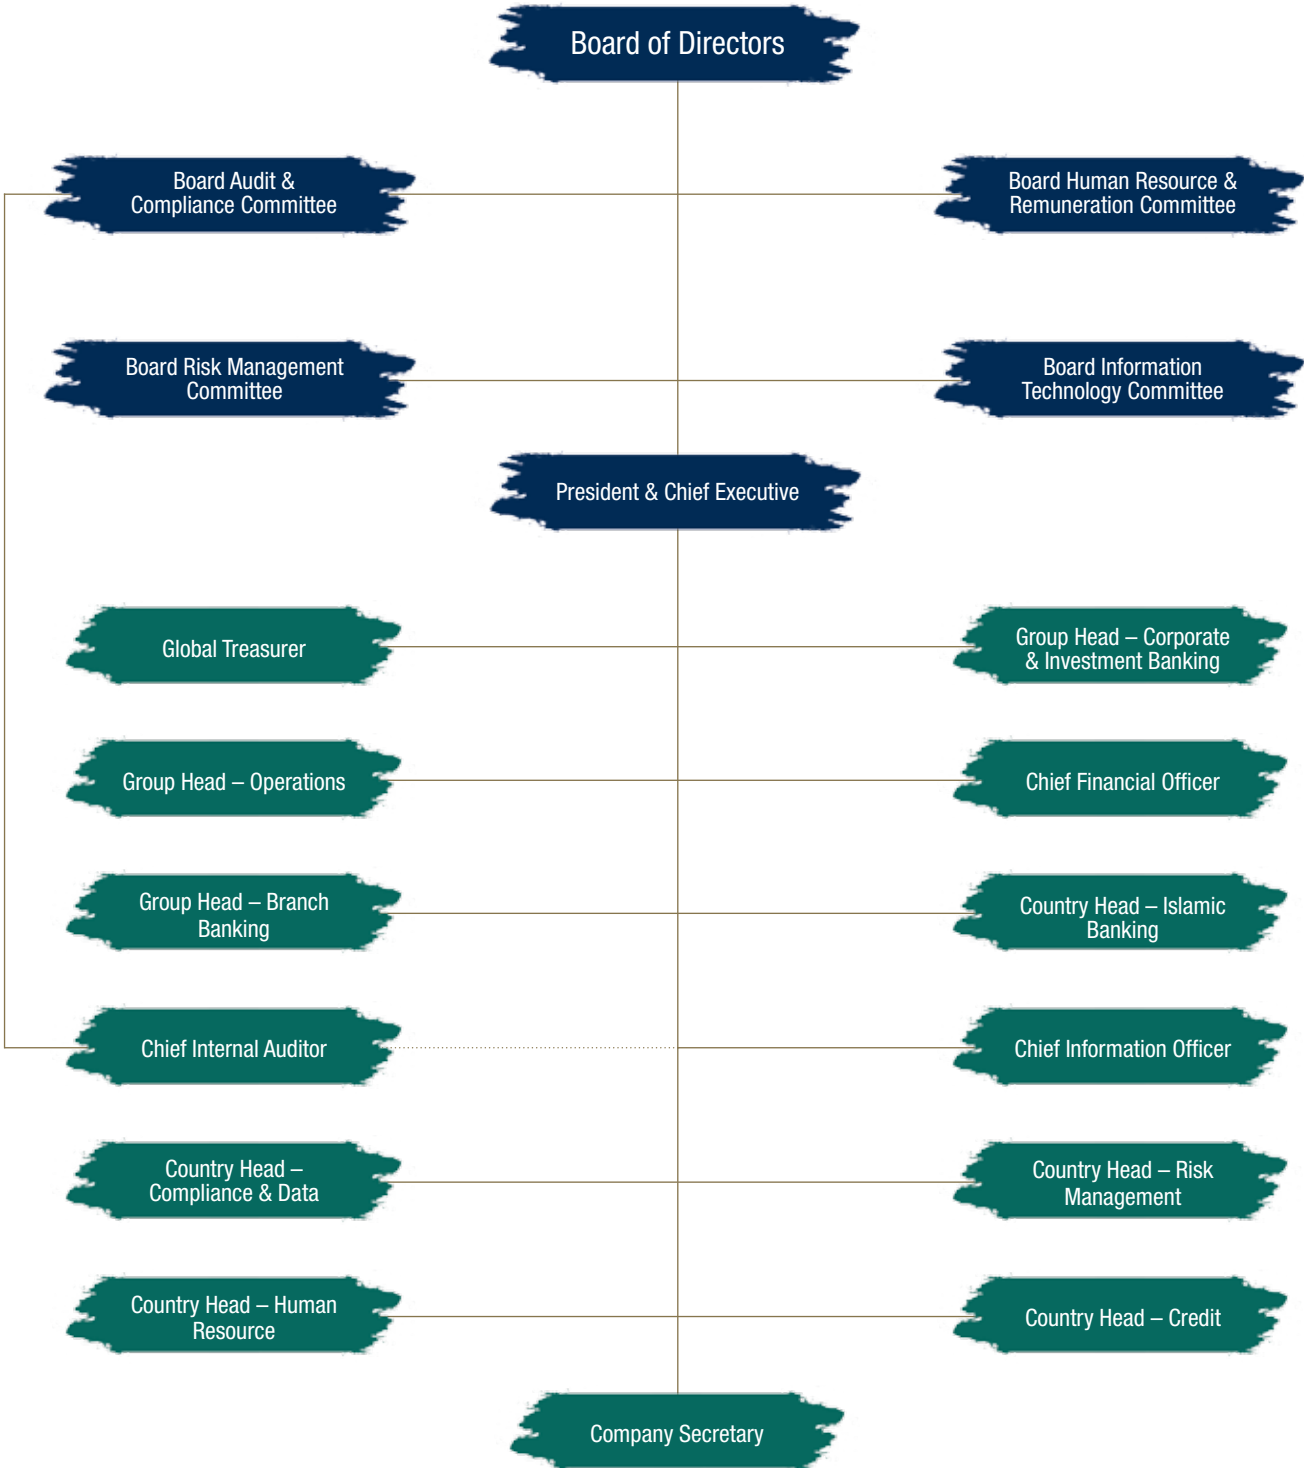 Board of Directors
Board Audit &
Compliance Committee
Board Human Resource &
Remuneration Committee
Board Risk Management
Committee
Board Information
Technology Committee
President & Chief Executive
Global Treasurer
Group Head – Corporate
& Investment Banking
Group Head – Operations
Chief Financial Officer
Group Head – Branch
Banking
Country Head – Islamic
Banking
Chief Internal Auditor
Chief Information Officer
Country Head –
Compliance & Data
Country Head – Risk
Management
Country Head – Human
Resource
Country Head – Credit
Company Secretary